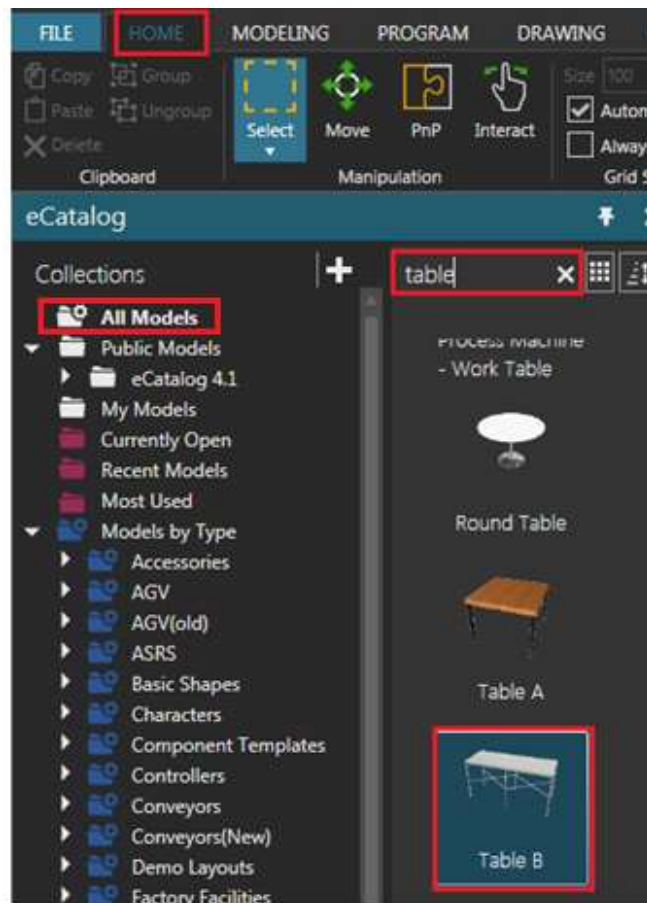 FILE HOME MODELING PROGRAM DRAWING
Copy Group
Paste Ungroup
Delete
Clipboard
Select Move PnP Interact
Manipulation
Size 100
Autom
Alway
Grid S
eCatalog
Collections
All Models
Public Models
eCatalog 4.1
My Models
Currently Open
Recent Models
Most Used
Models by Type
Accessories
AGV
AGV(old)
ASRS
Basic Shapes
Characters
Component Templates
Controllers
Conveyors
Conveyors(New)
Demo Layouts
Factory Facilities
table
Process Machine
- Work Table
Round Table
Table A
Table B